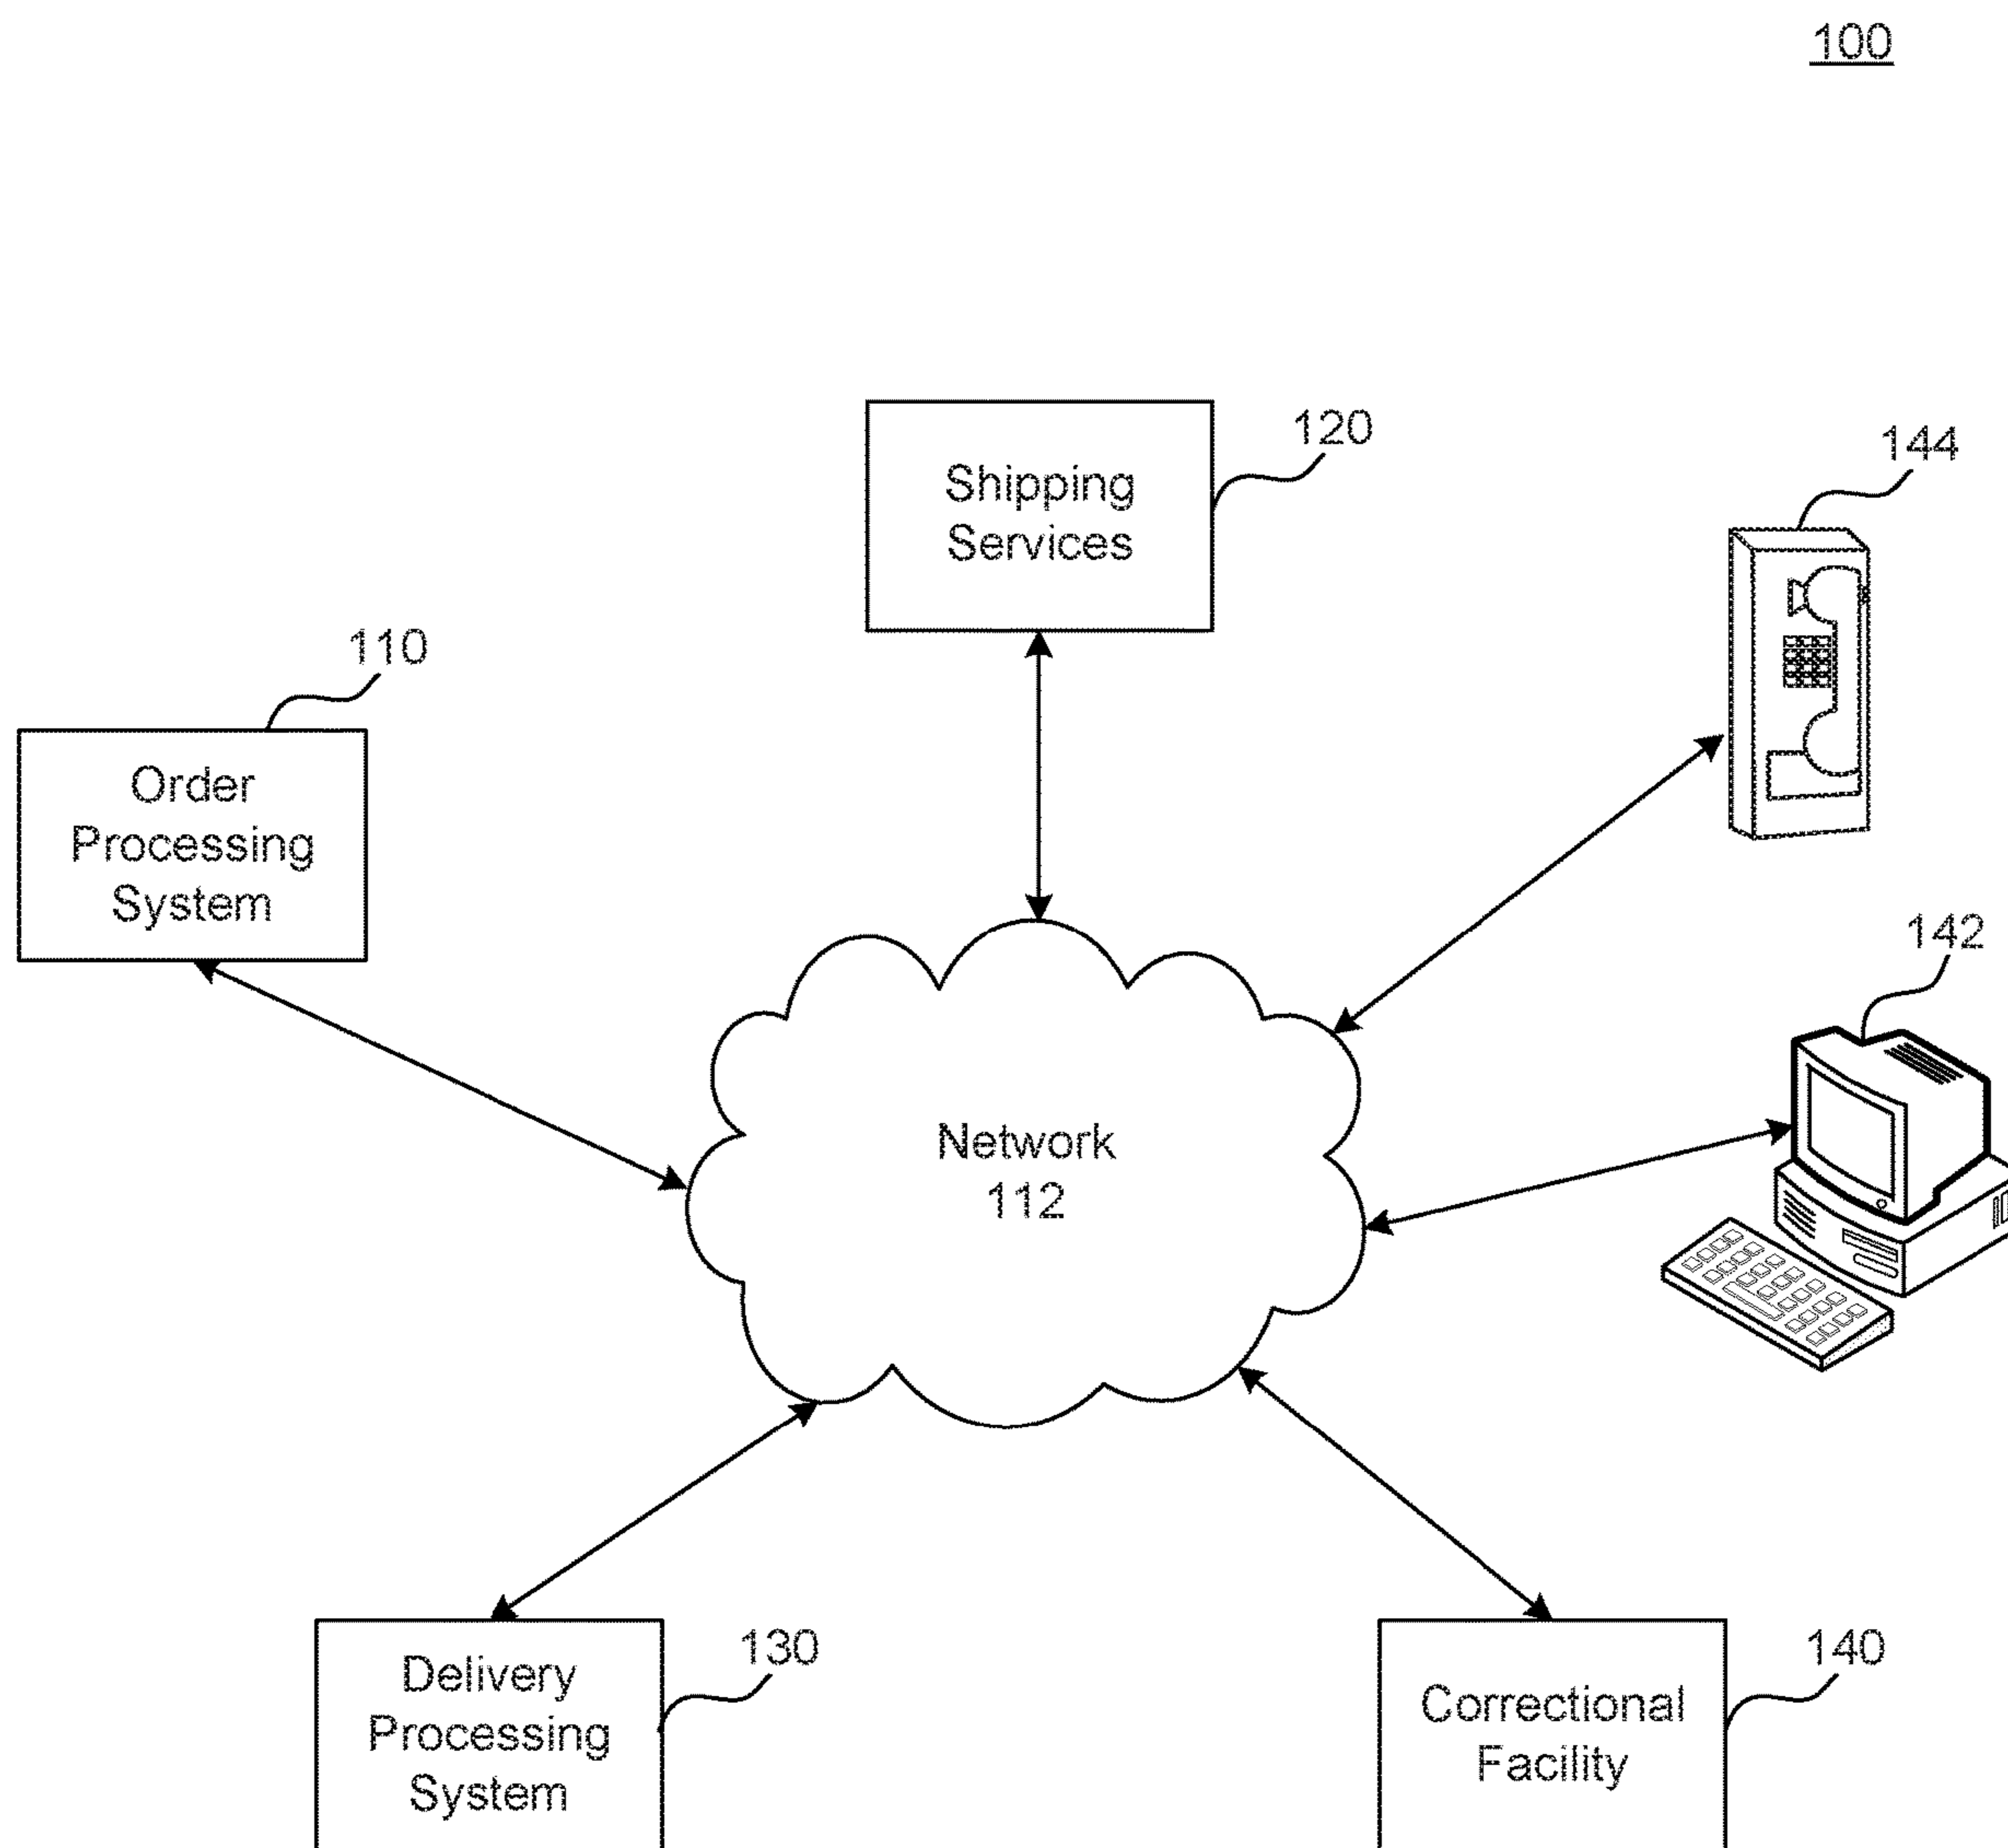 100
120
Shipping
Services
144
110
Order
Processing
System
142
Network
112
130
Delivery
Processing
System
140
Correctional
Facility